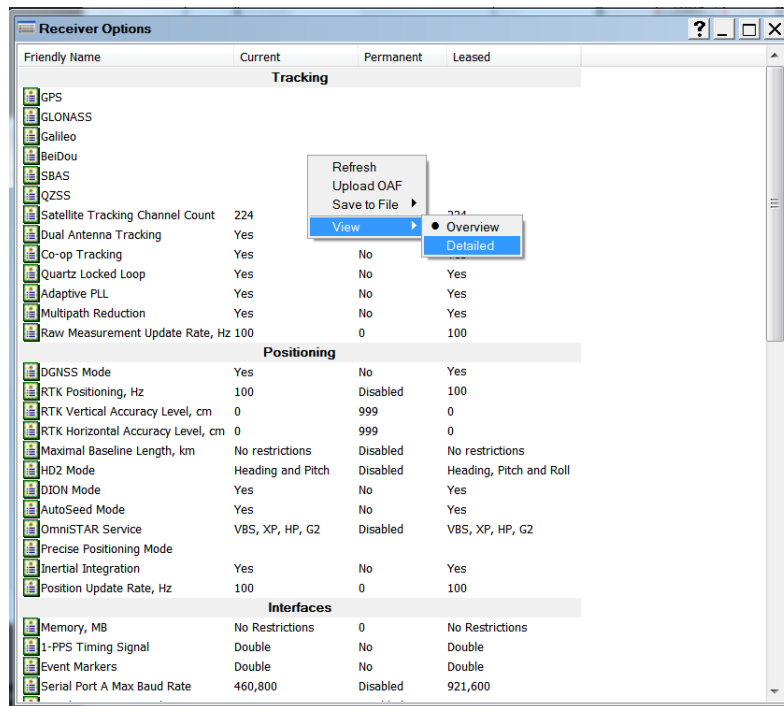 Receiver Options
Friendly Name Current Permanent Leased
Tracking
GPS
GLONASS
Galileo
BeiDou
SBAS
QZSS
Satellite Tracking Channel Count 224 224
Dual Antenna Tracking Yes
Co-op Tracking Yes No
Quartz Locked Loop Yes No Yes
Adaptive PLL Yes No Yes
Multipath Reduction Yes No Yes
Raw Measurement Update Rate, Hz 100 0 100
Refresh
Upload OAF
Save to File
View
Overview
Detailed
Positioning
DGNSS Mode Yes No Yes
RTK Positioning, Hz 100 Disabled 100
RTK Vertical Accuracy Level, cm 0 999 0
RTK Horizontal Accuracy Level, cm 0 999 0
Maximal Baseline Length, km No restrictions Disabled No restrictions
HD2 Mode Heading and Pitch Disabled Heading, Pitch and Roll
DION Mode Yes No Yes
AutoSeed Mode Yes No Yes
OmniSTAR Service VBS, XP, HP, G2 Disabled VBS, XP, HP, G2
Precise Positioning Mode
Inertial Integration Yes No Yes
Position Update Rate, Hz 100 0 100
Interfaces
Memory, MB No Restrictions 0 No Restrictions
1-PPS Timing Signal Double No Double
Event Markers Double No Double
Serial Port A Max Baud Rate 460,800 Disabled 921,600